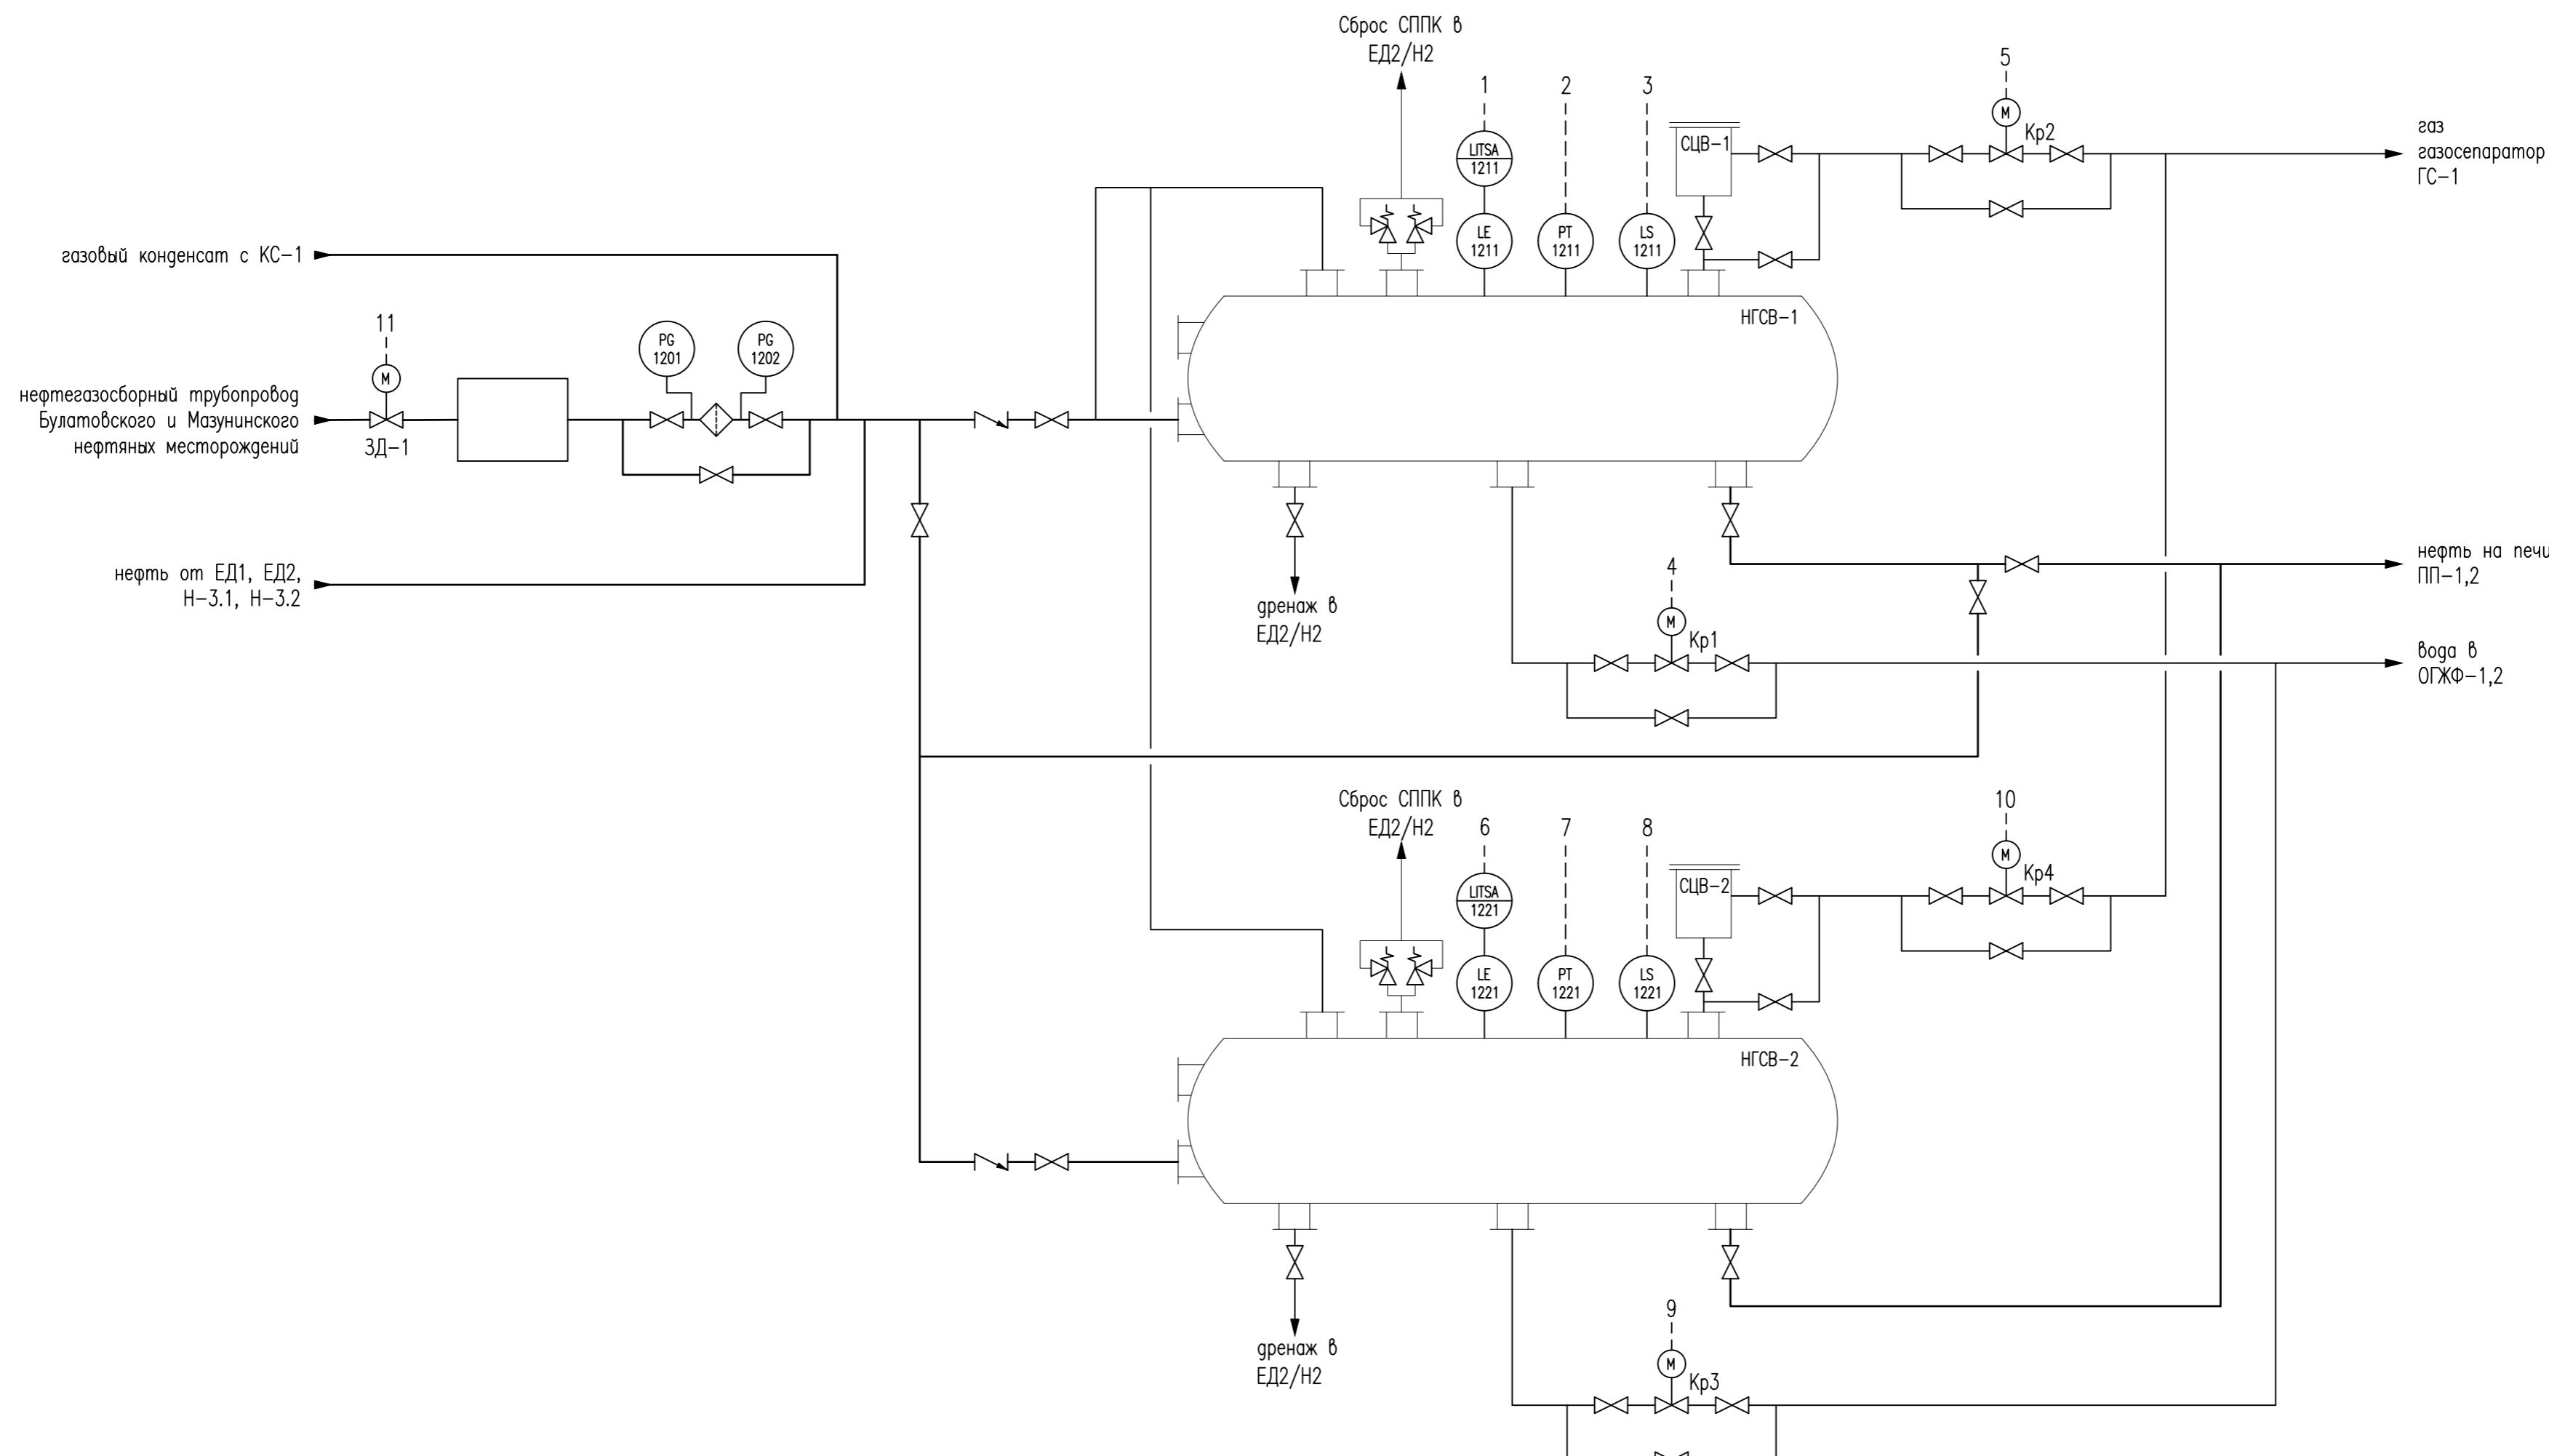 Сброс СППК в
ЕД2/Н2
1
2
3
5
М
Кр2
LITSA
1211
СЦВ-1
газ
газосепаратор
ГС-1
LE
1211
PT
1211
LS
1211
газовый конденсат с КС-1
НГСВ-1
11
М
PG
1201
PG
1202
нефтегазосборный трубопровод
Булатовского и Мазунинского
нефтяных месторождений
ЗД-1
нефть от ЕД1, ЕД2,
Н-3.1, Н-3.2
дренаж в
ЕД2/Н2
4
М
Кр1
нефть на печи
ПП-1,2
вода в
ОГЖФ-1,2
Сброс СППК в
ЕД2/Н2
6
7
8
10
М
Кр4
LITSA
1221
СЦВ-2
LE
1221
PT
1221
LS
1221
НГСВ-2
дренаж в
ЕД2/Н2
9
М
Кр3